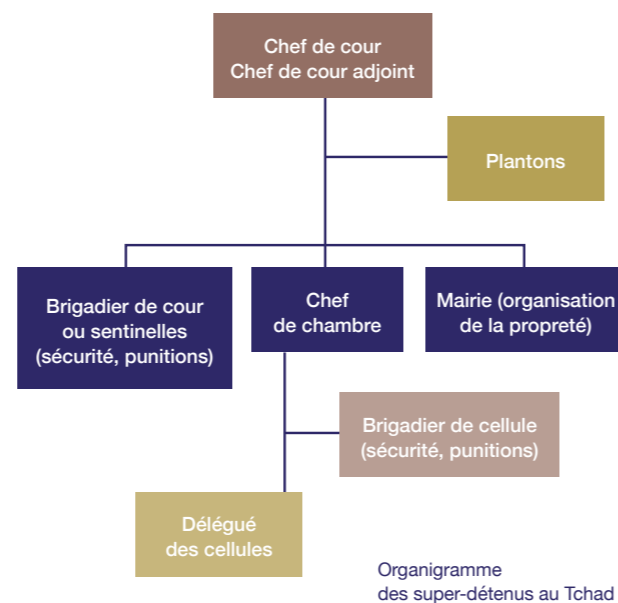 Chef de cour
Chef de cour adjoint
Plantons
Brigadier de cour
ou sentinelles
(sécurité, punitions)
Chef
de chambre
Mairie (organisation
de la propreté)
Brigadier de cellule
(sécurité, punitions)
Délégué
des cellules
Organigramme
des super-détenus au Tchad